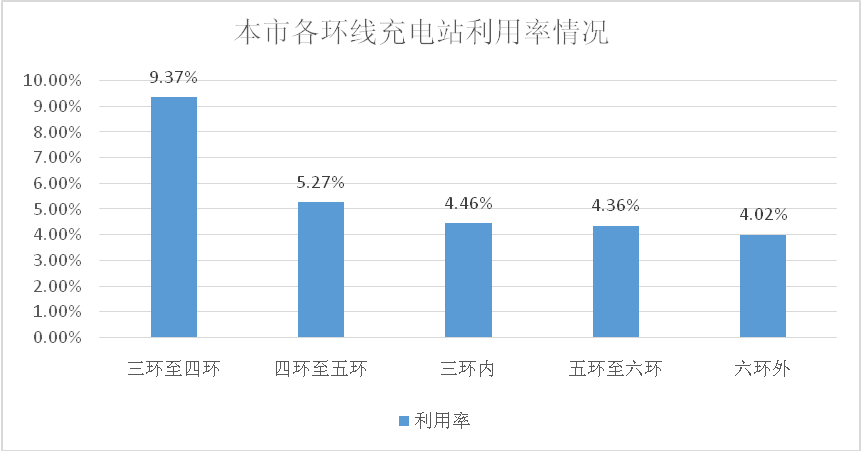 本市各环线充电站利用率情况
10.00%
9.00%
8.00%
7.00%
6.00%
5.00%
4.00%
3.00%
2.00%
1.00%
0.00%
9.37%
5.27%
4.46%
4.36%
4.02%
三环至四环
四环至五环
三环内
五环至六环
六环外
利用率